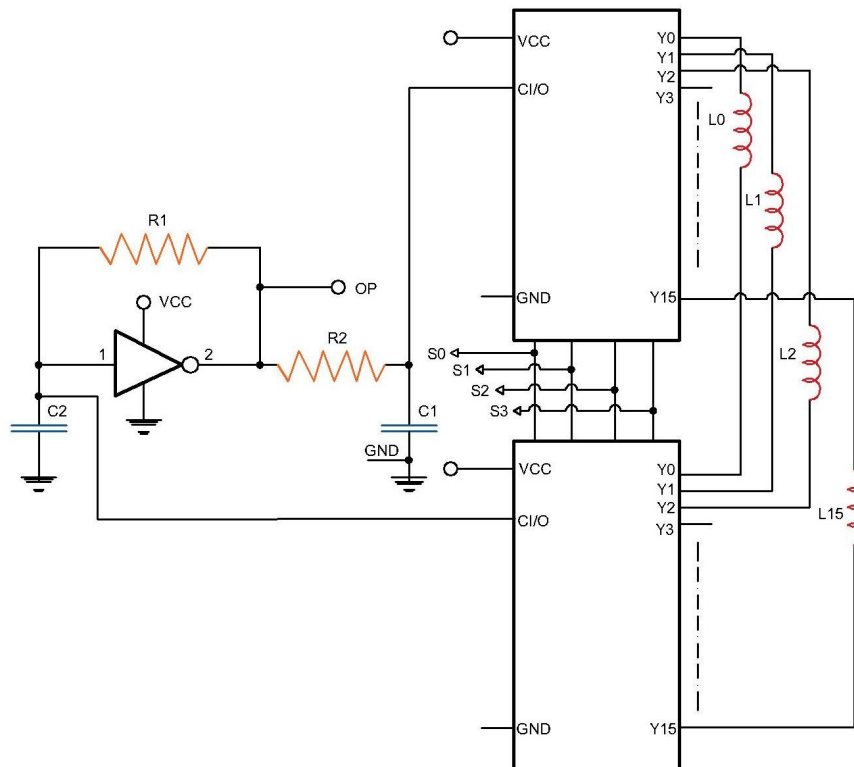 VCC
CI/O
GND
Y0
Y1
Y2
Y3
Y15
L0
L1
L2
L15
R1
VCC
OP
1
2
R2
C2
C1
GND
S0
S1
S2
S3
VCC
CI/O
GND
Y0
Y1
Y2
Y3
Y15